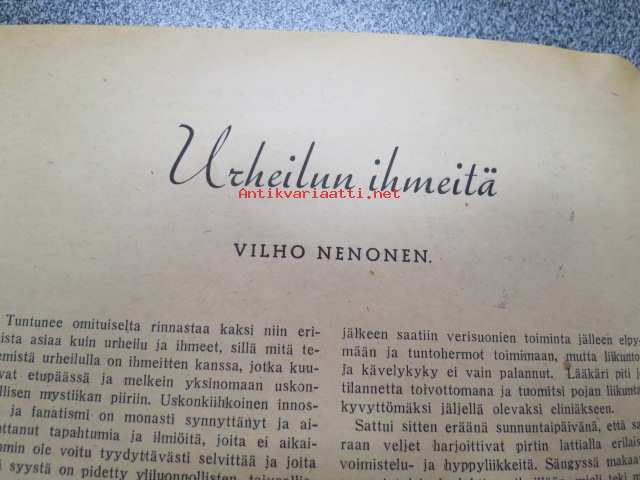 Urheilun ihmeitä
Antikvariaatti.net
VILHO NENONEN.
Tuntunee omituiselta rinnastaa kaksi niin eri-
ista asiaa kuin urheilu ja ihmeet, sillä mitä te-
emistä urheilulla on ihmeitten kanssa, jotka kuu-
vat etupäässä ja melkein yksinomaan uskon-
llisen mystiikan piiriin. Uskonkiihkoinen innos-
ja fanatismi on monasti synnyttänyt ja ai-
ttanut tapahtumia ja ilmiöitä, joita ei aikai-
mmin ole voitu tyydyttävästi selvittää ja joita
ä syystä on pidetty yliluonnollisten
jälkeen saatiin verisuonien toiminta jälleen elpy-
mään ja tuntohermot toimimaan, mutta liikunto
ja kävelykyky ei vain palannut. Lääkäri piti
tilannetta toivottomana ja tuomitsi pojan liikunta
kyvyttömäksi jäljellä olevaksi eliniäkseen.
Sattui sitten eräänä sunnuntaipäivänä, että sa
raan veljet harjoittivat pirtin lattialla erilais
voimistelu- ja hyppyliikkeitä. Sängyssä makaa